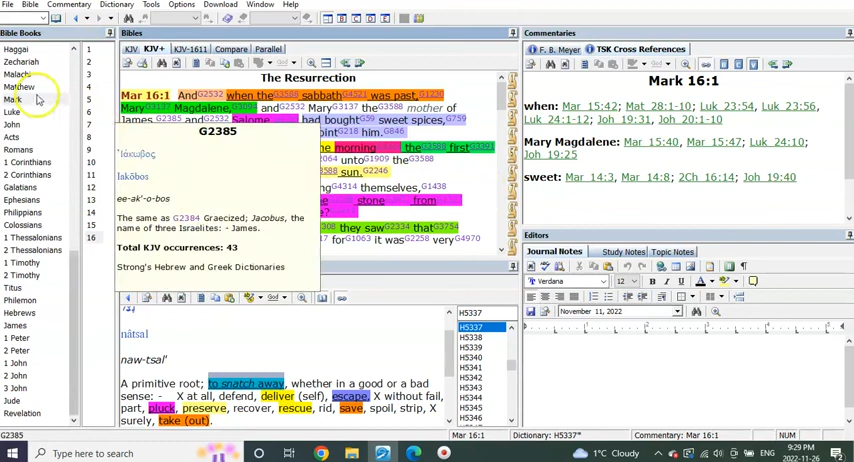 File Bible Commentary Dictionary Tools Options Download Window Help
Bible Books
Haggai
Zechariah
Malachi
Matthew
Mark
Luke
John
Acts
Romans
1 Corinthians
2 Corinthians
Galatians
Ephesians
Philippians
Colossians
1 Thessalonians
2 Thessalonians
1 Timothy
2 Timothy
Titus
Philemon
Hebrews
James
1 Peter
2 Peter
1 John
2 John
3 John
Jude
Revelation
1
2
3
4
5
6
7
8
9
10
11
12
13
14
15
16
Bibles
KJV KJV+ KJV-1611 Compare Parallel
The Resurrection
Mark 16:1 And G2532 when the G3588 sabbath G4521 was past, G1230
Mary G3137 Magdalene, G3094 and G2532 Mary G3137 the G3588 mother of
James, G2385 and G2532 Salome, had bought sweet spices, G759
point G218 him. G846
the morning the G3588 first G3391
2064 unto G1909 the
G3588 sun. G2246
ing G4314 themselves, G1438
the stone from
?
308 they saw G2334 that G3754
for G1063 it was G2258 very G4970
G2385
Ἰάκωβος
Iakōbos
ee-ak'-o-bos
The same as G2384 Graecized; Jacobus, the
name of three Israelites: - James.
Total KJV occurrences: 43
Strong's Hebrew and Greek Dictionaries
nâtsal
naw-tsal'
A primitive root; to snatch away, whether in a good or a bad
sense: - X at all, defend, deliver (self), escape, X without fail,
part, pluck, preserve, recover, rescue, rid, save, spoil, strip, X
surely, take (out).
H5337
H5337
H5338
H5339
H5340
H5341
H5342
H5343
H5344
H5345
H5346
Commentaries
F. B. Meyer TSK Cross References
Mark 16:1
when: Mar 15:42; Mat 28:1-10; Luk 23:54; Luk 23:56,
Luk 24:1-12; Joh 19:31, Joh 20:1-10
Mary Magdalene: Mar 15:40, Mar 15:47; Luk 24:10;
Joh 19:25
sweet: Mar 14:3, Mar 14:8; 2Ch 16:14; Joh 19:40
Editors
Journal Notes Study Notes Topic Notes
Verdana 12 B I U A
November 11, 2022
1 2 3 4 5
G2385 Mar 16:1 Dictionary: H5337* Commentary: Mar 16:1 NUM
Type here to search
1°C Cloudy
ENG
9:29 PM
2022-11-26
2